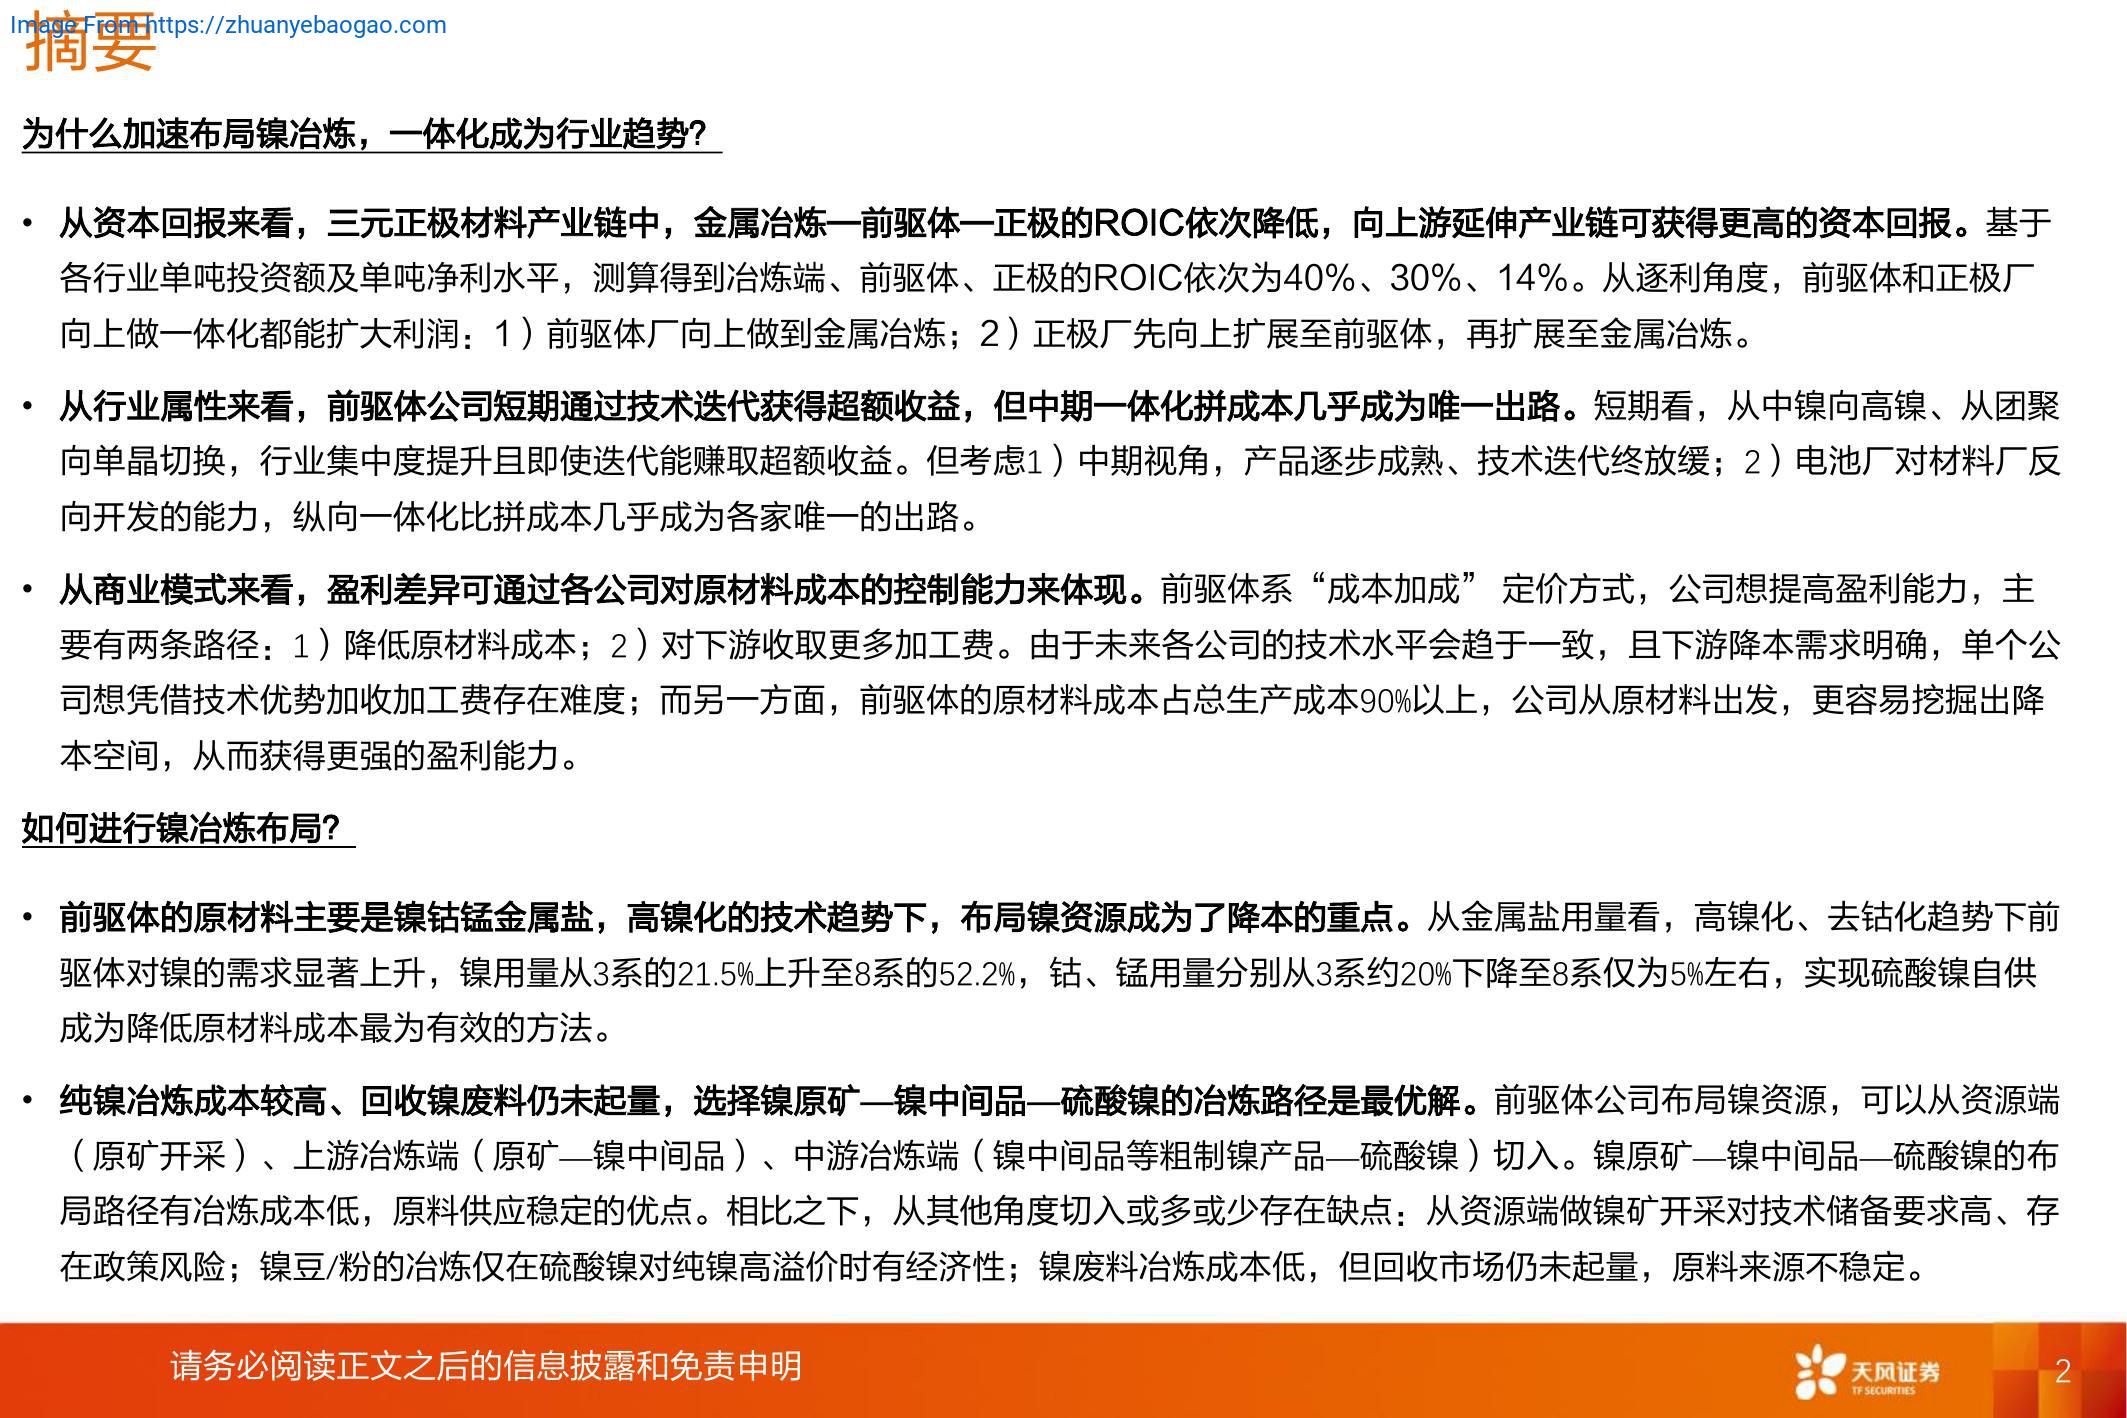 Image From https://zhuanyebaogao.com
摘要
为什么加速布局镍冶炼，一体化成为行业趋势？
• 从资本回报来看，三元正极材料产业链中，金属冶炼—前驱体—正极的ROIC依次降低，向上游延伸产业链可获得更高的资本回报。基于
各行业单吨投资额及单吨净利水平，测算得到冶炼端、前驱体、正极的ROIC依次为40%、30%、14%。从逐利角度，前驱体和正极厂
向上做一体化都能扩大利润：1）前驱体厂向上做到金属冶炼；2）正极厂先向上扩展至前驱体，再扩展至金属冶炼。
• 从行业属性来看，前驱体公司短期通过技术迭代获得超额收益，但中期一体化拼成本几乎成为唯一出路。短期看，从中镍向高镍、从团聚
向单晶切换，行业集中度提升且即使迭代能赚取超额收益。但考虑1）中期视角，产品逐步成熟、技术迭代终放缓；2）电池厂对材料厂反
向开发的能力，纵向一体化比拼成本几乎成为各家唯一的出路。
• 从商业模式来看，盈利差异可通过各公司对原材料成本的控制能力来体现。前驱体系“成本加成” 定价方式，公司想提高盈利能力，主
要有两条路径：1）降低原材料成本；2）对下游收取更多加工费。由于未来各公司的技术水平会趋于一致，且下游降本需求明确，单个公
司想凭借技术优势加收加工费存在难度；而另一方面，前驱体的原材料成本占总生产成本90%以上，公司从原材料出发，更容易挖掘出降
本空间，从而获得更强的盈利能力。
如何进行镍冶炼布局？
• 前驱体的原材料主要是镍钴锰金属盐，高镍化的技术趋势下，布局镍资源成为了降本的重点。从金属盐用量看，高镍化、去钴化趋势下前
驱体对镍的需求显著上升，镍用量从3系的21.5%上升至8系的52.2%，钴、锰用量分别从3系约20%下降至8系仅为5%左右，实现硫酸镍自供
成为降低原材料成本最为有效的方法。
• 纯镍冶炼成本较高、回收镍废料仍未起量，选择镍原矿—镍中间品—硫酸镍的冶炼路径是最优解。前驱体公司布局镍资源，可以从资源端
（原矿开采）、上游冶炼端（原矿—镍中间品）、中游冶炼端（镍中间品等粗制镍产品—硫酸镍）切入。镍原矿—镍中间品—硫酸镍的布
局路径有冶炼成本低，原料供应稳定的优点。相比之下，从其他角度切入或多或少存在缺点：从资源端做镍矿开采对技术储备要求高、存
在政策风险；镍豆/粉的冶炼仅在硫酸镍对纯镍高溢价时有经济性；镍废料冶炼成本低，但回收市场仍未起量，原料来源不稳定。
请务必阅读正文之后的信息披露和免责申明
天风证券
TF SECURITIES
2